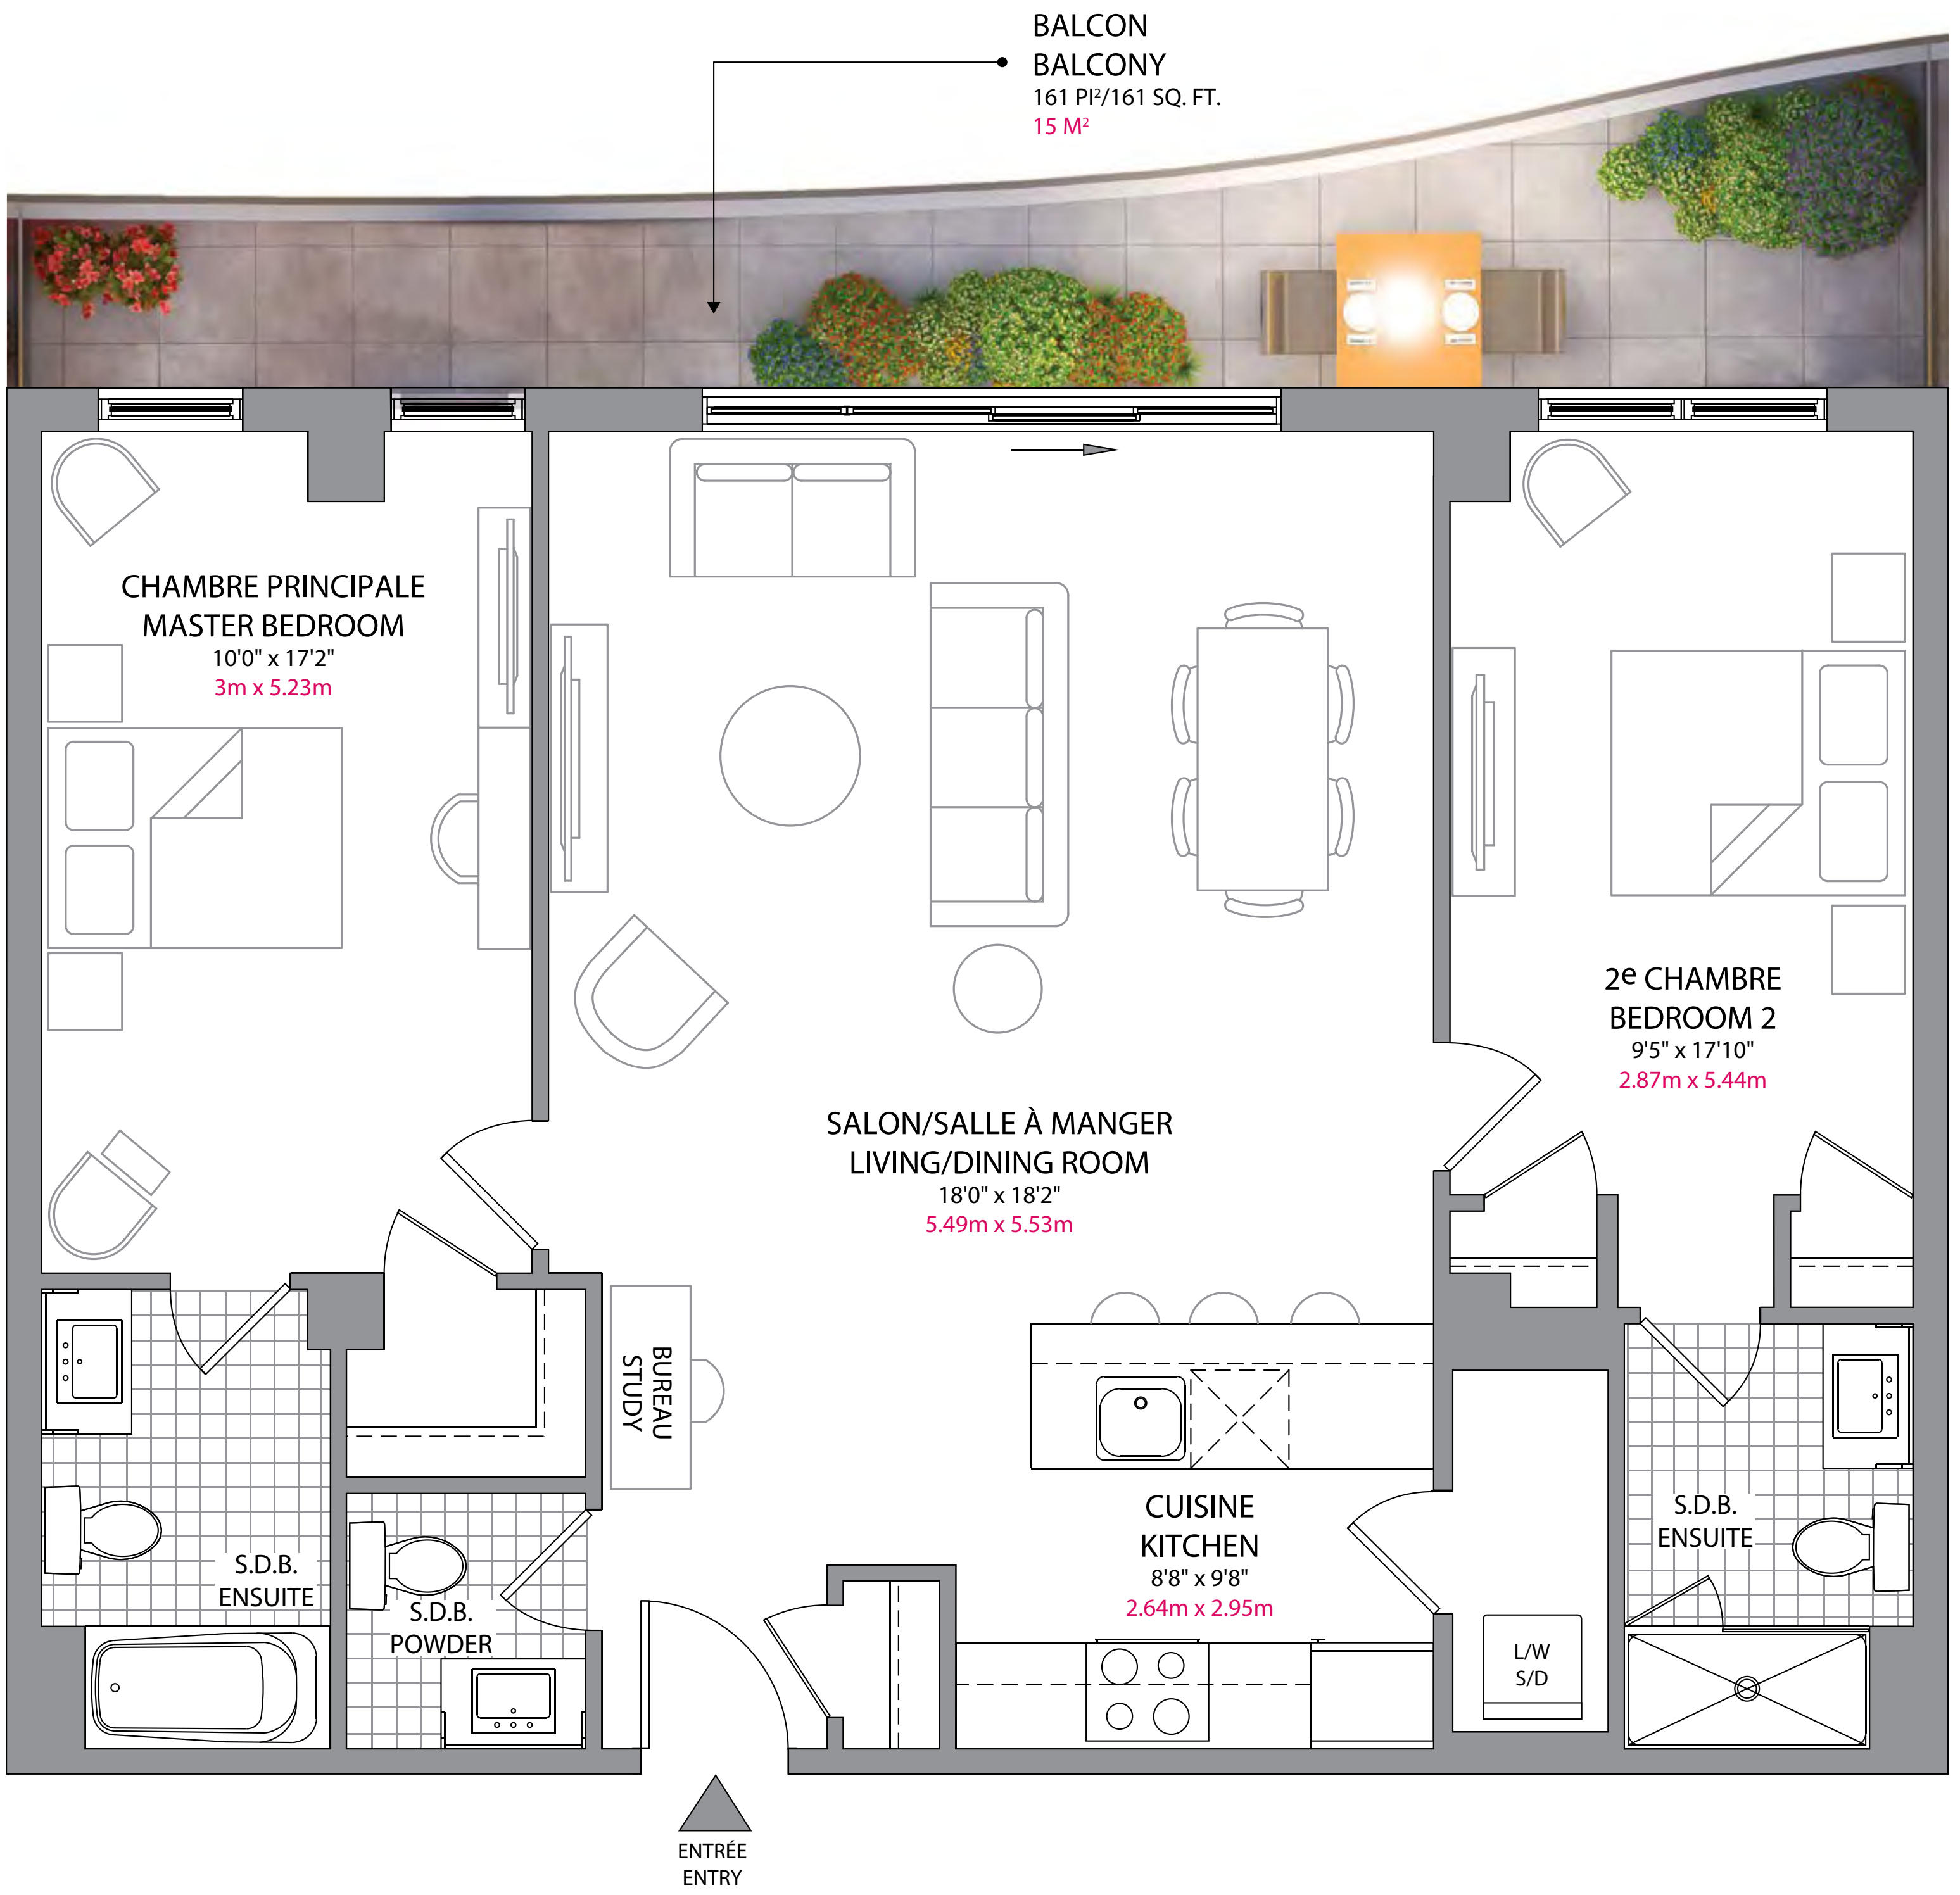 BALCON
BALCONY
161 PI²/161 SQ. FT.
15 M²
CHAMBRE PRINCIPALE
MASTER BEDROOM
10'0" x 17'2"
3m x 5.23m
2e CHAMBRE
BEDROOM 2
9'5" x 17'10"
2.87m x 5.44m
SALON/SALLE À MANGER
LIVING/DINING ROOM
18'0" x 18'2"
5.49m x 5.53m
BUREAU
STUDY
CUISINE
KITCHEN
8'8" x 9'8"
2.64m x 2.95m
S.D.B.
ENSUITE
S.D.B.
ENSUITE
S.D.B.
POWDER
L/W
S/D
ENTRÉE
ENTRY